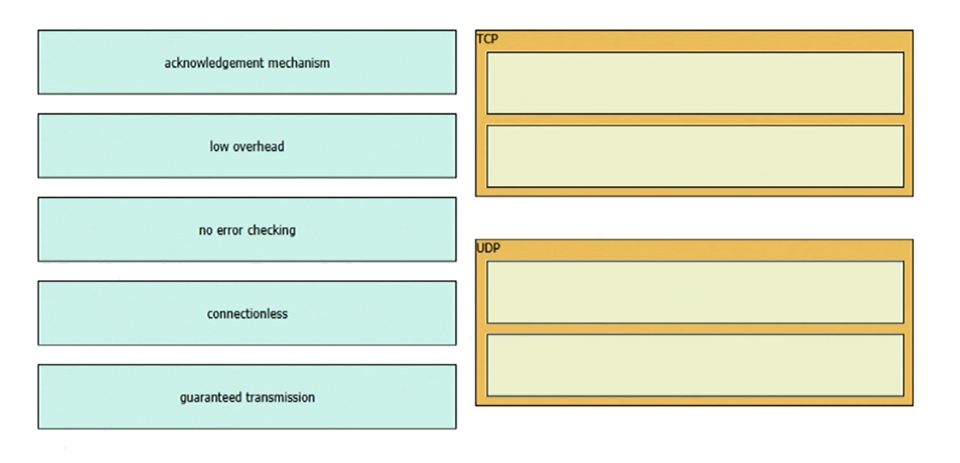 acknowledgement mechanism
low overhead
no error checking
connectionless
guaranteed transmission
TCP
UDP